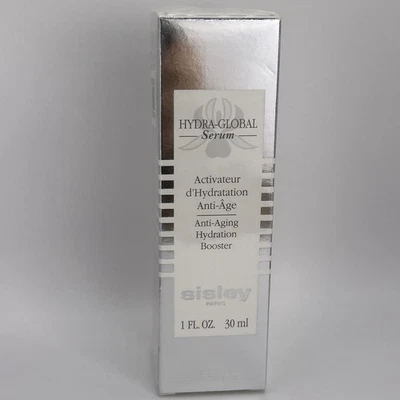 HYDRA-GLOBAL
Serum
Activateur
d'Hydratation
Anti-Âge
Anti-Aging
Hydration
Booster
sisley
PARIS
1 FL. OZ. 30 ml